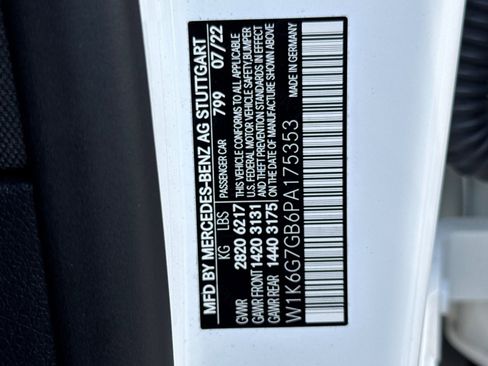 MFD BY MERCEDES-BENZ AG STUTTGART
PASSENGER CAR 799 07/22
KG LBS
GVWR 2820 6217
GAWR FRONT 1420 3131
GAWR REAR 1440 3175
THIS VEHICLE CONFORMS TO ALL APPLICABLE
U.S. FEDERAL MOTOR VEHICLE SAFETY,BUMPER
AND THEFT PREVENTION STANDARDS IN EFFECT
ON THE DATE OF MANUFACTURE SHOWN ABOVE
W1K6G7GB6PA175353 MADE IN GERMANY